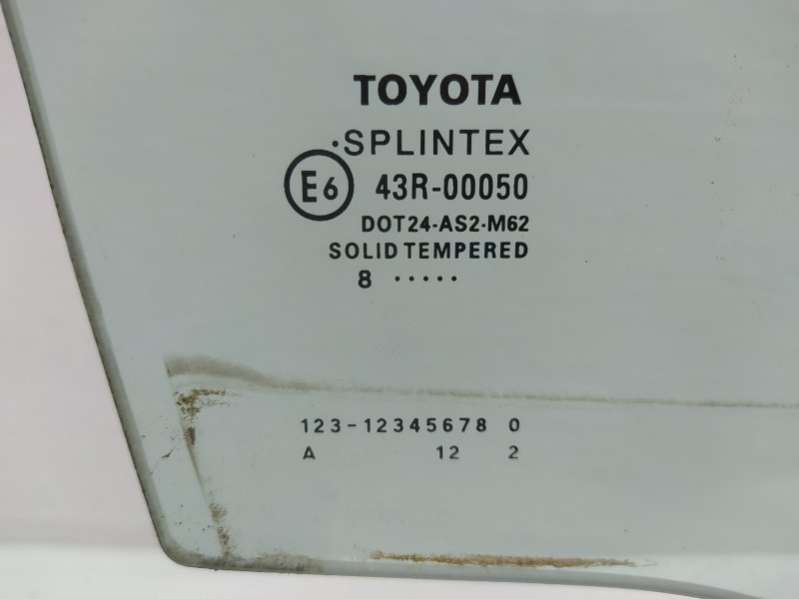 TOYOTA
·SPLINTEX
E6 43R-00050
DOT24-AS2-M62
SOLID TEMPERED
8 ·····
123-12345678 0
A 12 2